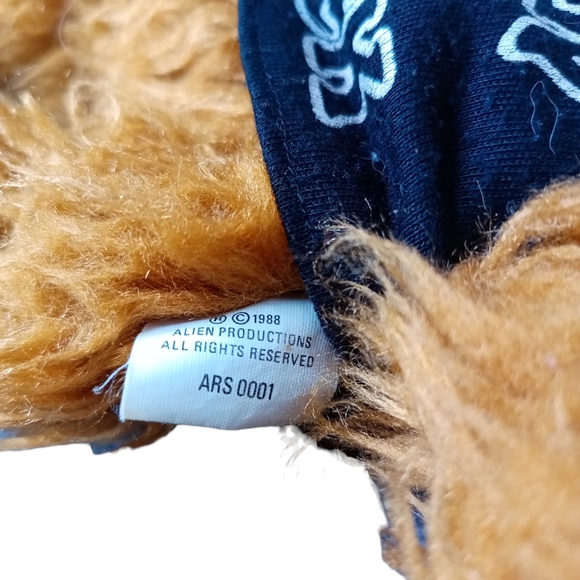 ® © 1988
ALIEN PRODUCTIONS
ALL RIGHTS RESERVED
ARS 0001